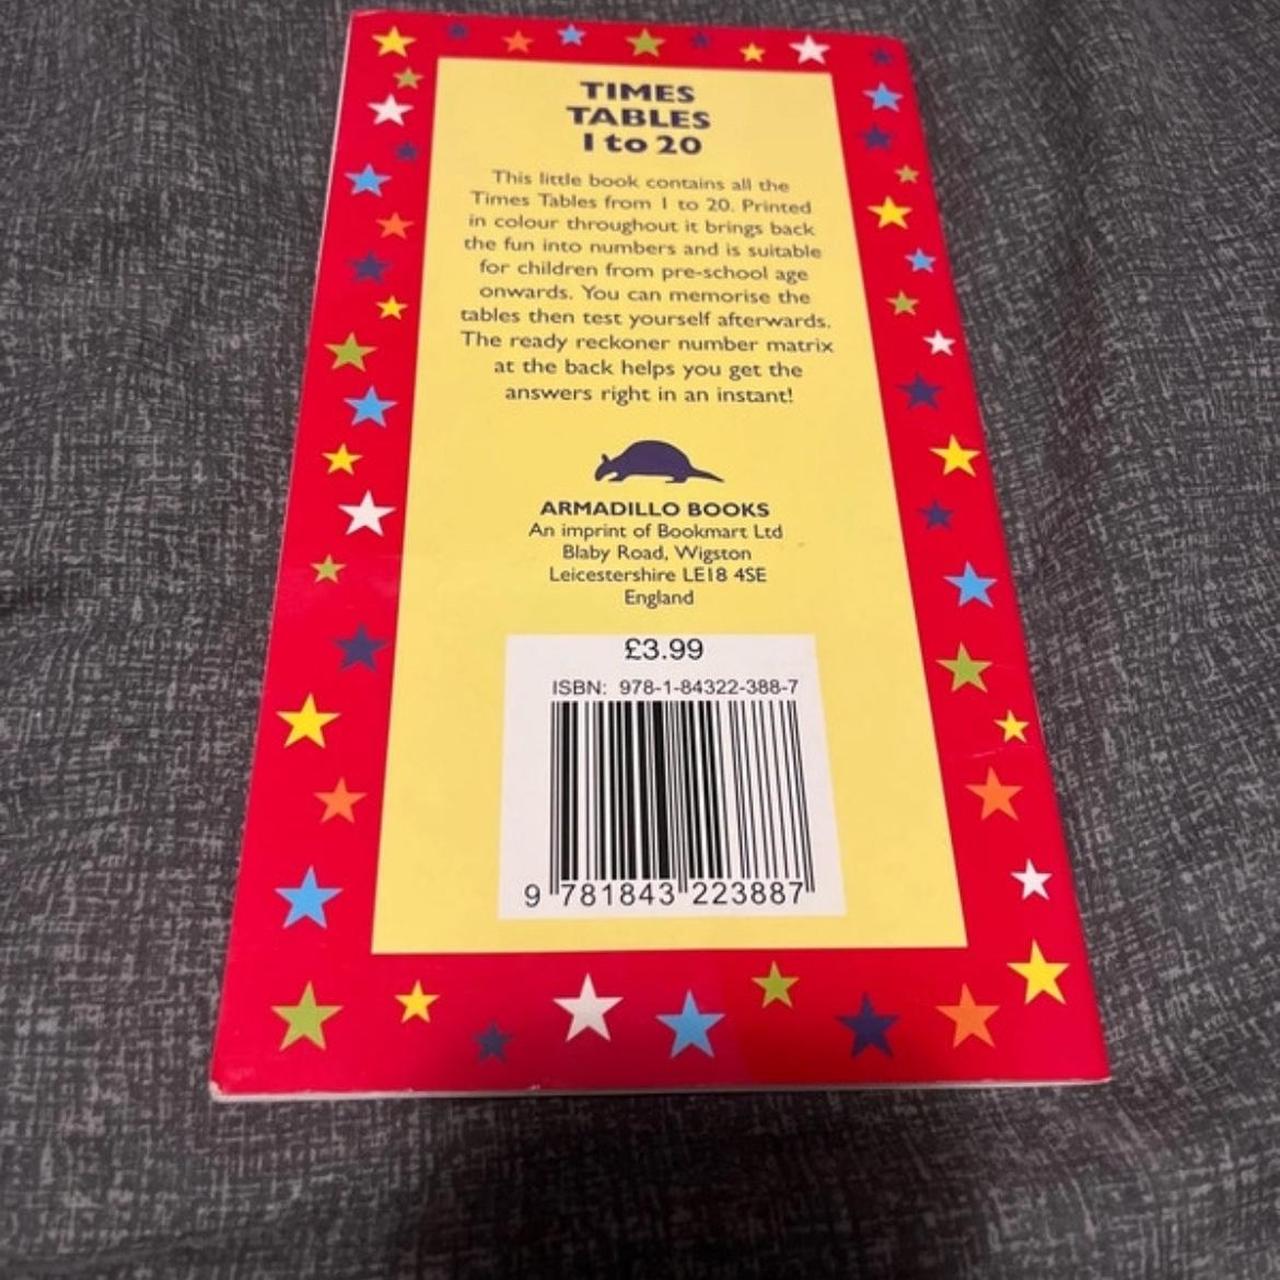 TIMES
TABLES
1 to 20
This little book contains all the
Times Tables from 1 to 20. Printed
in colour throughout it brings back
the fun into numbers and is suitable
for children from pre-school age
onwards. You can memorise the
tables then test yourself afterwards.
The ready reckoner number matrix
at the back helps you get the
answers right in an instant!
ARMADILLO BOOKS
An imprint of Bookmart Ltd
Blaby Road, Wigston
Leicestershire LE18 4SE
England
£3.99
ISBN: 978-1-84322-388-7
9 781843 223887